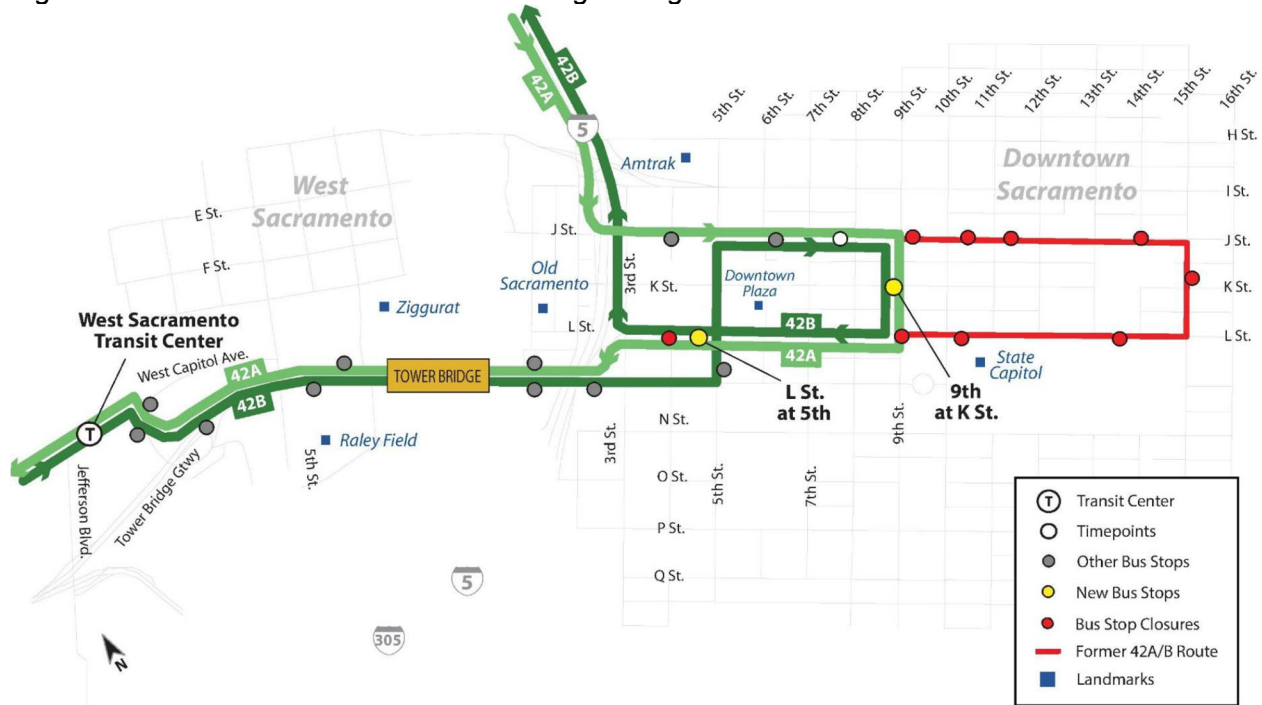 42A
42B
5
5th St.
6th St.
7th St.
8th St.
9th St.
10th St.
11th St.
12th St.
13th St.
14th St.
15th St.
16th St.
H St.
Amtrak
Downtown
Sacramento
West
Sacramento
I St.
E St.
J St.
J St.
F St.
Old
Sacramento
3rd St.
K St.
Downtown
Plaza
K St.
Ziggurat
L St.
42B
L St.
West Sacramento
Transit Center
42A
State
Capitol
West Capitol Ave.
42A
TOWER BRIDGE
42B
L St.
at 5th
9th
at K St.
T
Raley Field
N St.
3rd St.
9th St.
Jefferson Blvd.
Tower Bridge Gtwy
5th St.
O St.
5th St.
7th St.
P St.
Q St.
5
305
N
T
Transit Center
Timepoints
Other Bus Stops
New Bus Stops
Bus Stop Closures
Former 42A/B Route
Landmarks